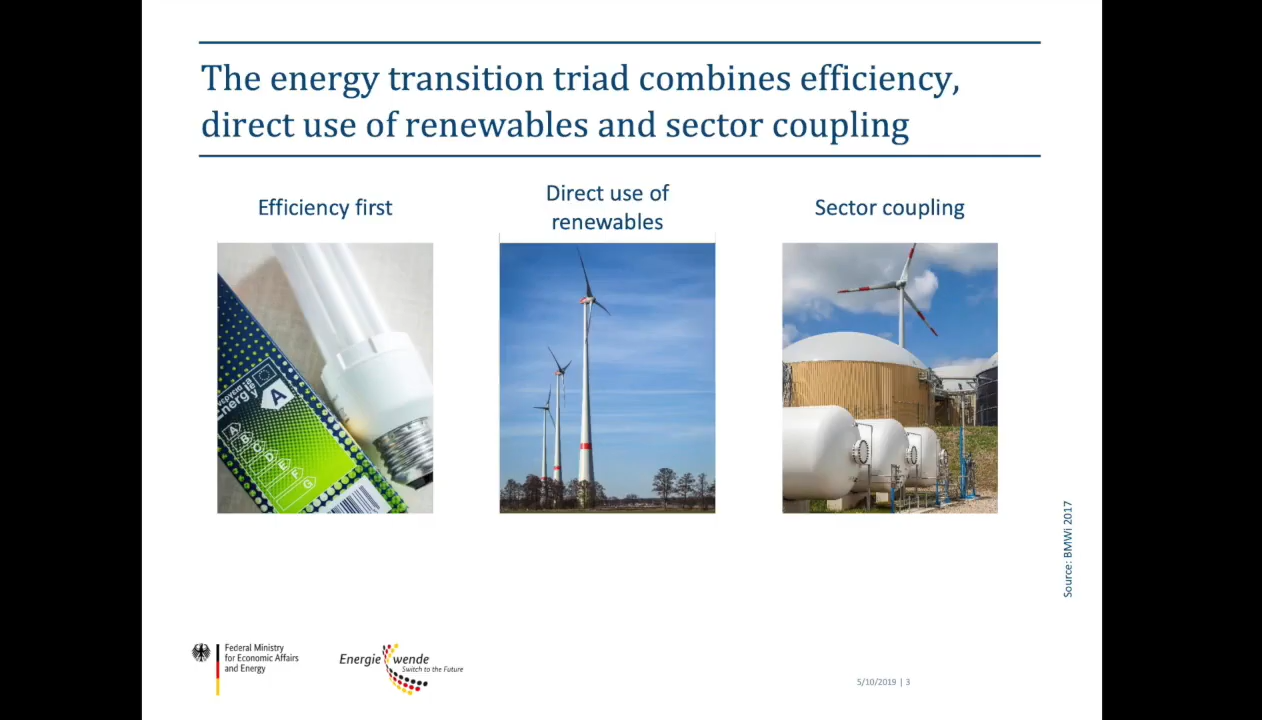 The energy transition triad combines efficiency,
direct use of renewables and sector coupling
Efficiency first
Direct use of
renewables
Sector coupling
Energie
A
A
B
C
D
E
F
G
Source: BMWi 2017
Federal Ministry
for Economic Affairs
and Energy
Energiewende
Switch to the Future
5/10/2019 | 3